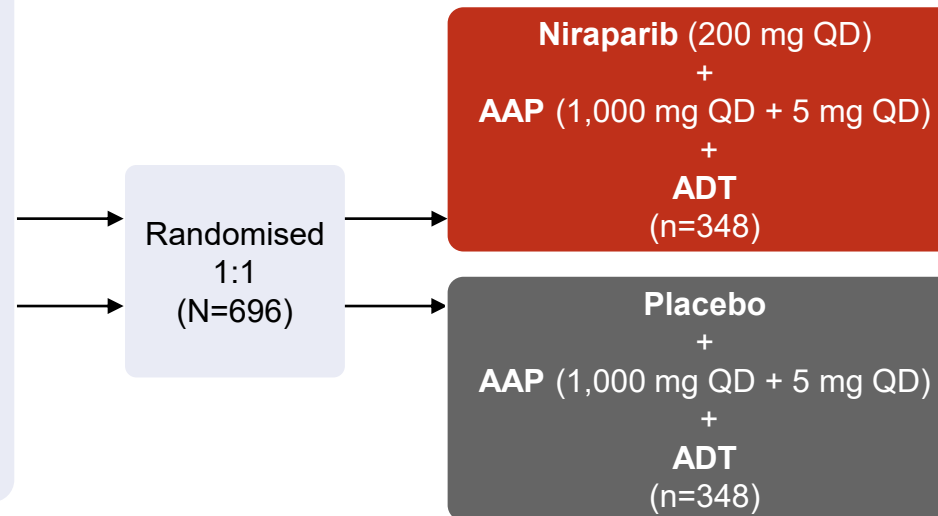 Randomised
1:1
(N=696)
Niraparib (200 mg QD)
+
AAP (1,000 mg QD + 5 mg QD)
+
ADT
(n=348)
Placebo
+
AAP (1,000 mg QD + 5 mg QD)
+
ADT
(n=348)